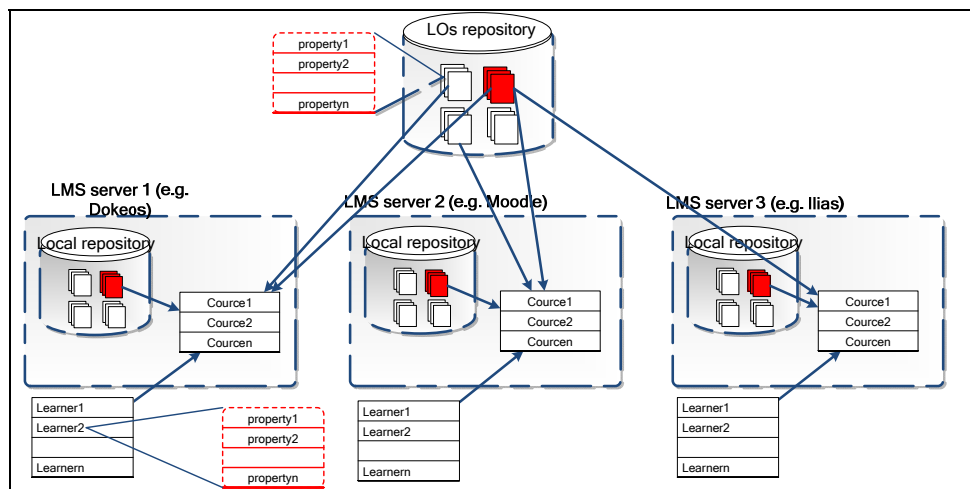 LOs repository
property1
property2
propertyn
LMS server 1 (e.g.
Dokeos)
LMS server 2 (e.g. Moodle)
LMS server 3 (e.g. Ilias)
Local repository
Cource1
Cource2
Courcen
Local repository
Cource1
Cource2
Courcen
Local repository
Cource1
Cource2
Courcen
Learner1
Learner2
Learnern
property1
property2
propertyn
Learner1
Learner2
Learnern
Learner1
Learner2
Learnern